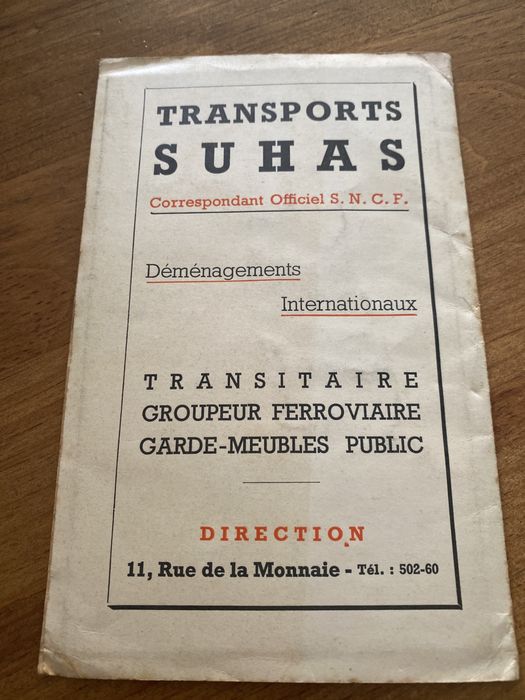 TRANSPORTS
SUHAS
Correspondant Officiel S. N. C. F.
Déménagements
Internationaux
TRANSITAIRE
GROUPEUR FERROVIAIRE
GARDE-MEUBLES PUBLIC
DIRECTION
11, Rue de la Monnaie - Tél. : 502-60